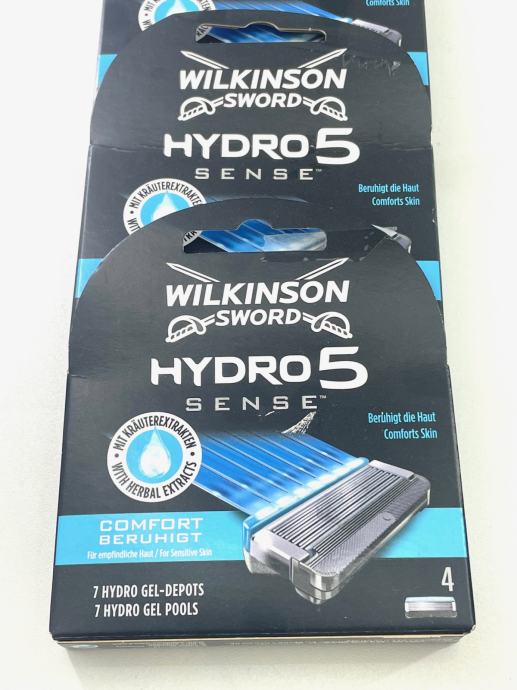 Comforts Skin
WILKINSON
SWORD
HYDRO 5
SENSE™
MIT KRÄUTEREXTRAKTEN
Beruhigt die Haut
Comforts Skin
WILKINSON
SWORD
HYDRO 5
SENSE™
MIT KRÄUTEREXTRAKTEN
WITH HERBAL EXTRACTS
Beruhigt die Haut
Comforts Skin
COMFORT
BERUHIGT
Für empfindliche Haut / For Sensitive Skin
7 HYDRO GEL-DEPOTS
7 HYDRO GEL POOLS
4